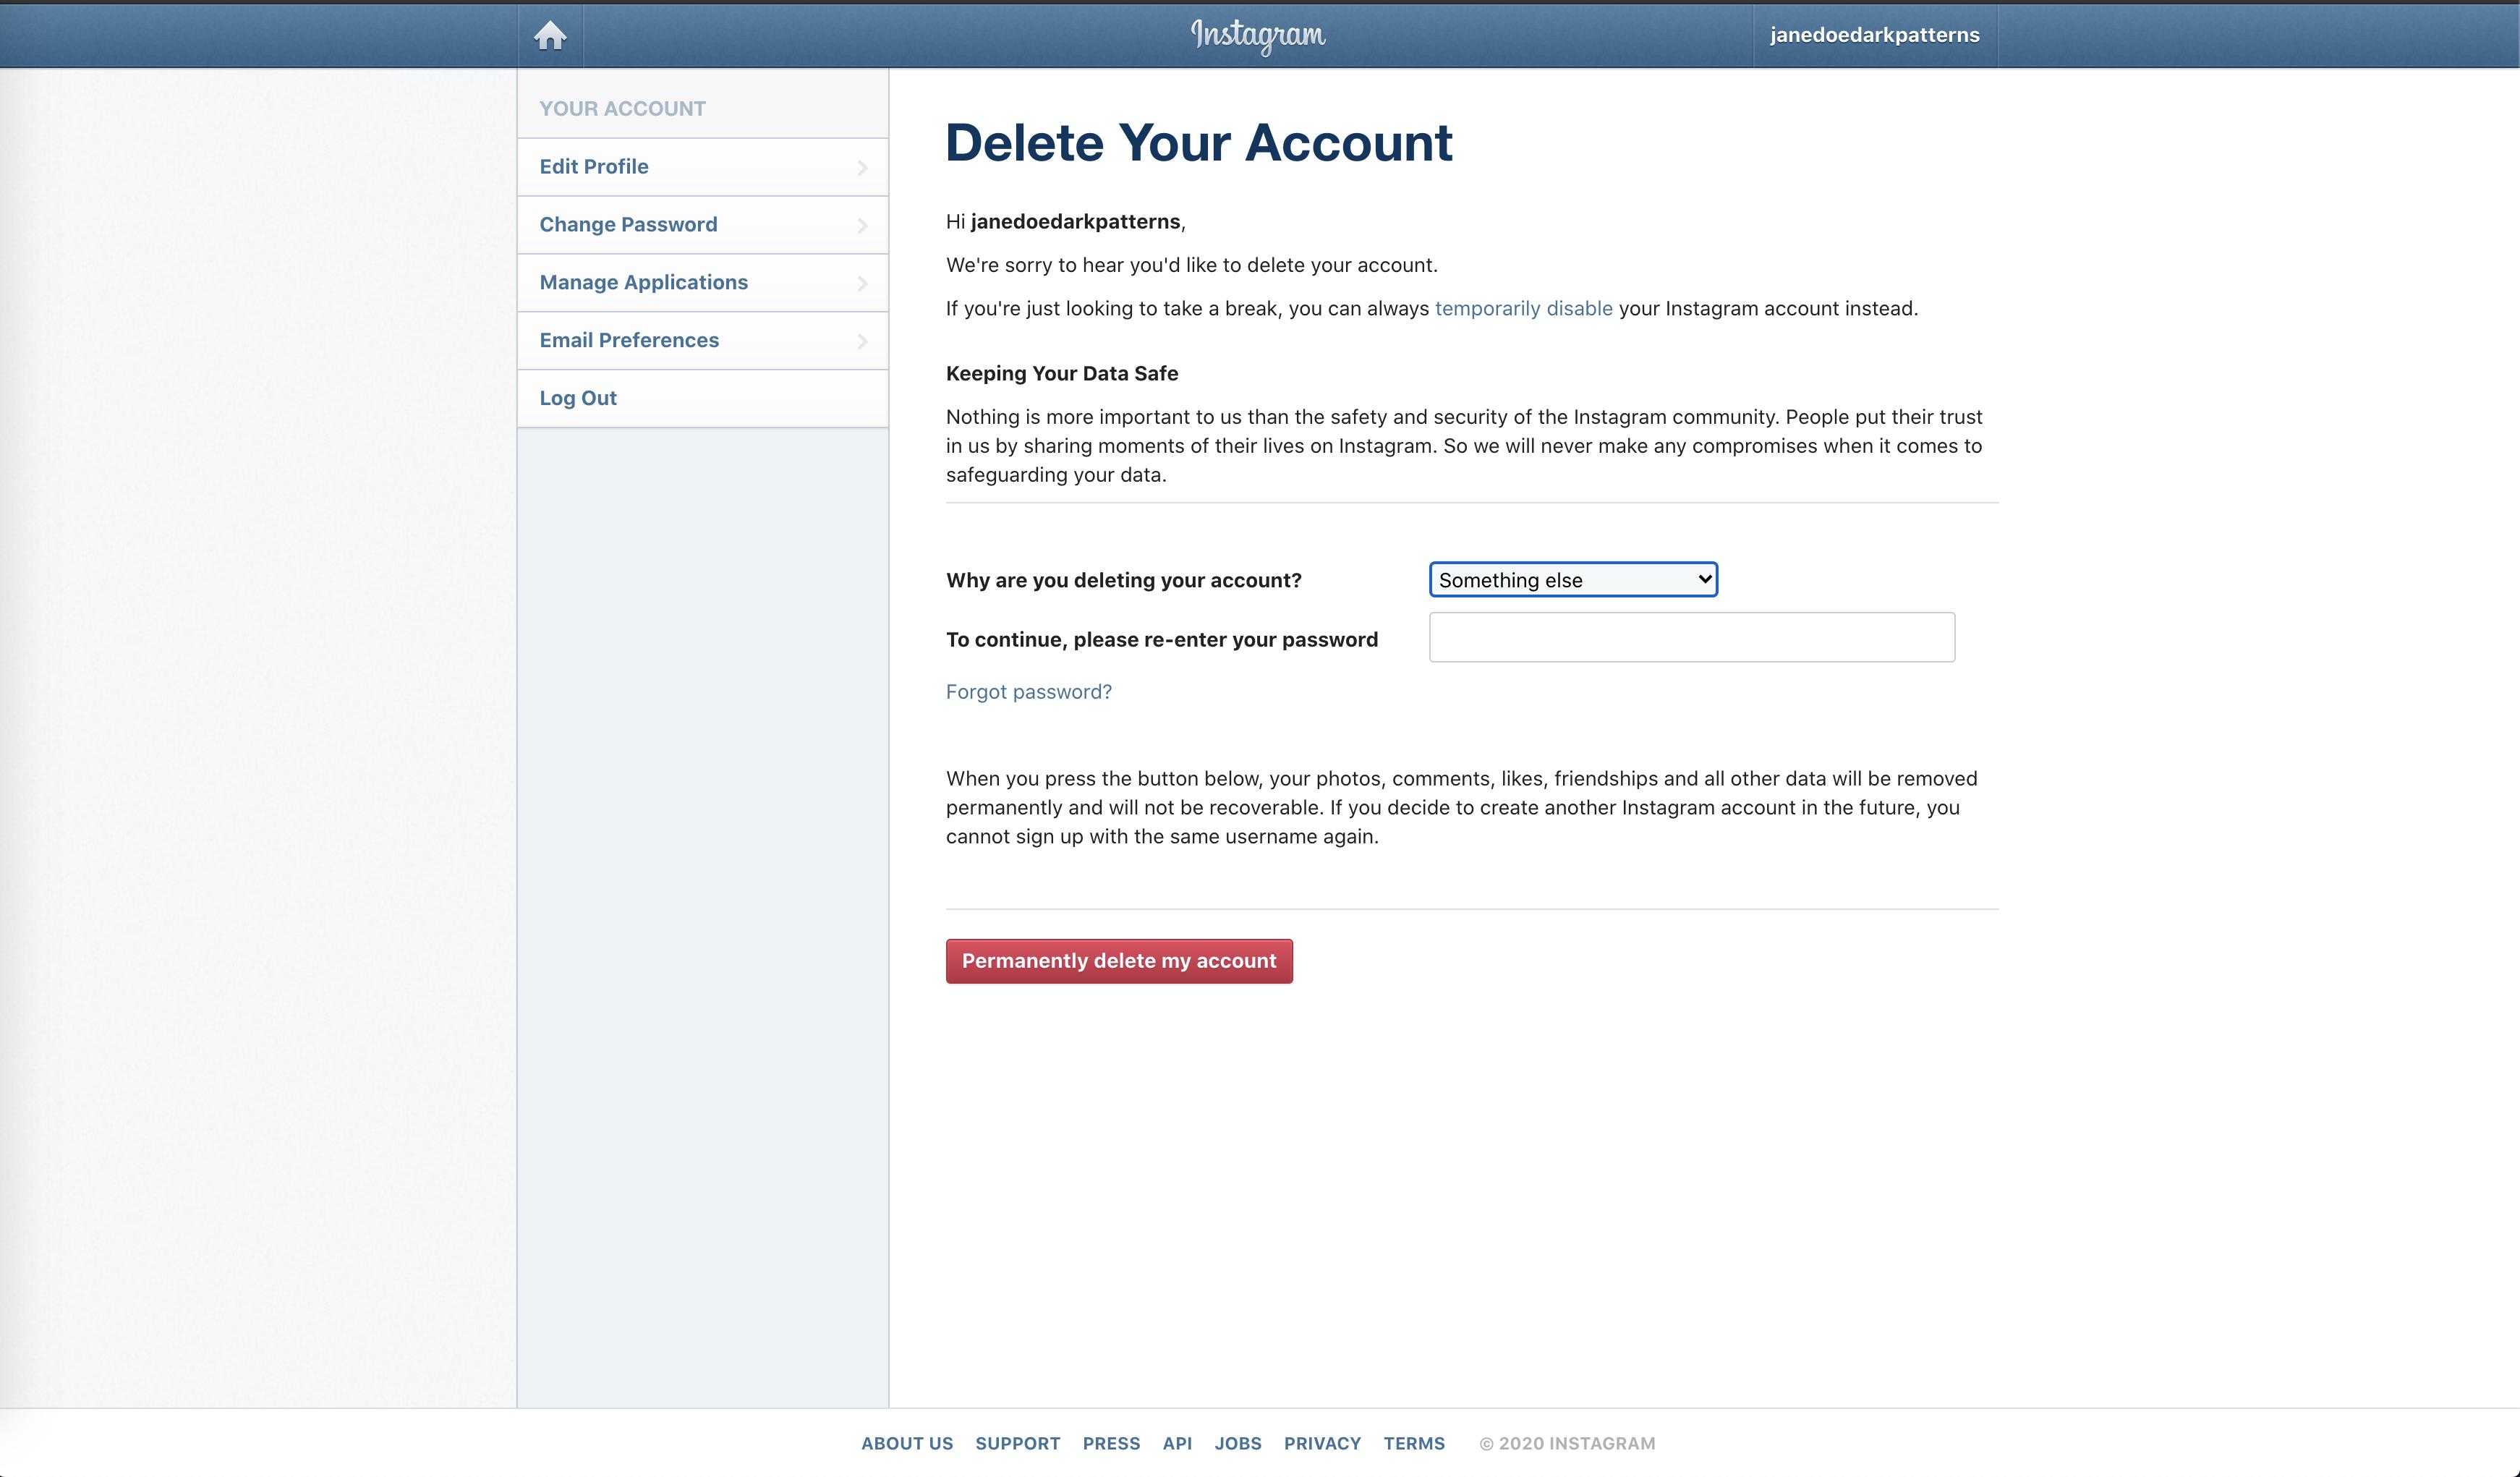 Instagram
janedoedarkpatterns
YOUR ACCOUNT
Edit Profile
Change Password
Manage Applications
Email Preferences
Log Out
Delete Your Account
Hi janedoedarkpatterns,
We're sorry to hear you'd like to delete your account.
If you're just looking to take a break, you can always temporarily disable your Instagram account instead.
Keeping Your Data Safe
Nothing is more important to us than the safety and security of the Instagram community. People put their trust
in us by sharing moments of their lives on Instagram. So we will never make any compromises when it comes to
safeguarding your data.
Why are you deleting your account?
Something else
To continue, please re-enter your password
Forgot password?
When you press the button below, your photos, comments, likes, friendships and all other data will be removed
permanently and will not be recoverable. If you decide to create another Instagram account in the future, you
cannot sign up with the same username again.
Permanently delete my account
ABOUT US SUPPORT PRESS API JOBS PRIVACY TERMS © 2020 INSTAGRAM